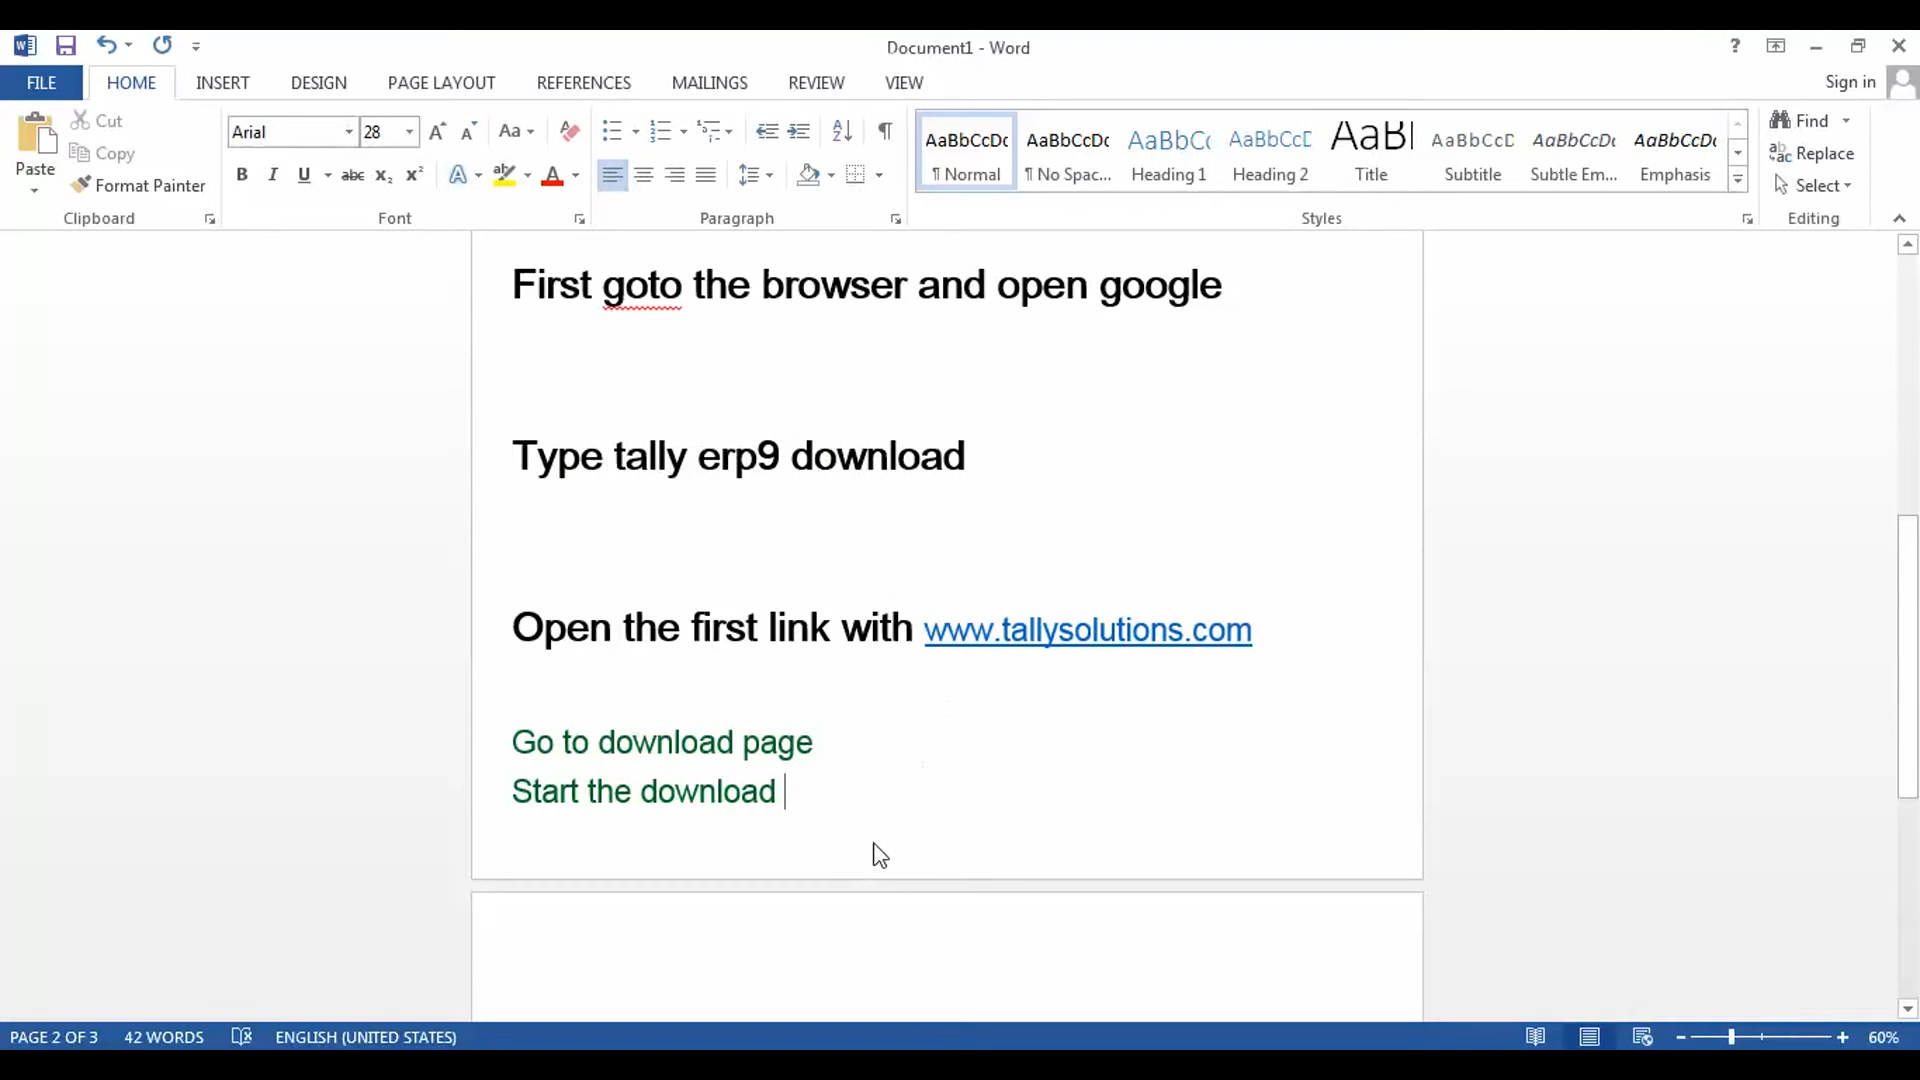 Document1 - Word
?
FILE HOME INSERT DESIGN PAGE LAYOUT REFERENCES MAILINGS REVIEW VIEW Sign in
Paste
Cut
Copy
Format Painter
Clipboard
Arial 28
Font
Paragraph
AaBbCcDc AaBbCcDc AaBbC( AaBbCcD AaBl AaBbCcD AaBbCcDc AaBbCcDc
¶ Normal ¶ No Spac... Heading 1 Heading 2 Title Subtitle Subtle Em... Emphasis
Styles
Find
Replace
Select
Editing
First goto the browser and open google
Type tally erp9 download
Open the first link with www.tallysolutions.com
Go to download page
Start the download
PAGE 2 OF 3 42 WORDS ENGLISH (UNITED STATES) 60%